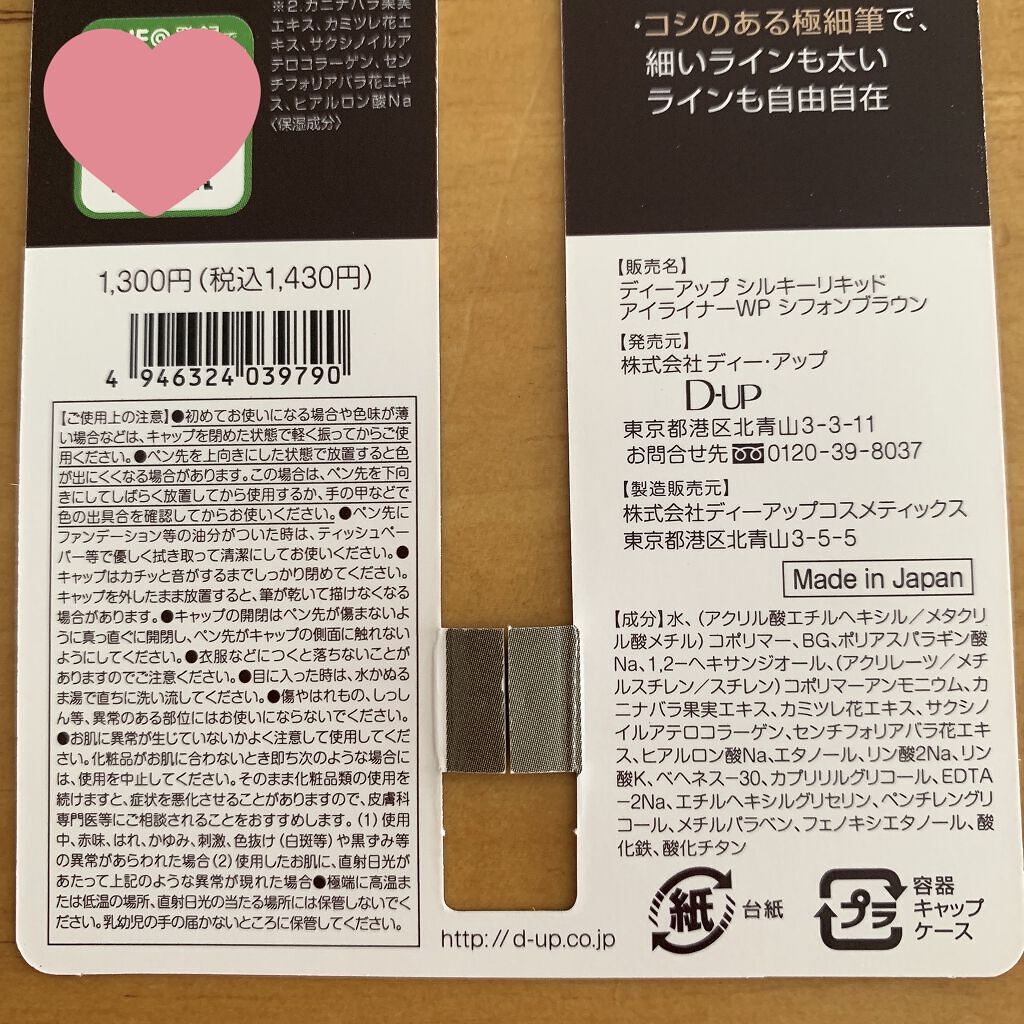 ※2.カニナバラ果実
エキス、カミツレ花エ
キス、サクシノイルア
テロコラーゲン、セン
チフォリアバラ花エキ
ス、ヒアルロン酸Na
〈保湿成分〉
1,300円(税込1,430円)
4 946324 039790
【ご使用上の注意】●初めてお使いになる場合や色味が薄
い場合などは、キャップを閉めた状態で軽く振ってからご使
用ください。●ペン先を上向きにした状態で放置すると色
が出にくくなる場合があります。この場合は、ペン先を下向
きにしてしばらく放置してから使用するか、手の甲などで
色の出具合を確認してからお使いください。●ペン先に
ファンデーション等の油分がついた時は、ティッシュペー
パー等で優しく拭き取って清潔にしてお使いください。●
キャップはカチッと音がするまでしっかり閉めてください。
キャップを外したまま放置すると、筆が乾いて描けなくなる
場合があります。●キャップの開閉はペン先が傷まないよ
うに真っ直ぐに開閉し、ペン先がキャップの側面に触れない
ようにしてください。●衣服などにつくと落ちないことが
ありますのでご注意ください。●目に入った時は、水かぬる
ま湯で直ちに洗い流してください。●傷やはれもの、しっし
ん等、異常のある部位にはお使いにならないでください。
●お肌に異常が生じていないかよく注意して使用してくだ
さい。化粧品がお肌に合わないとき即ち次のような場合に
は、使用を中止してください。そのまま化粧品類の使用を
続けますと、症状を悪化させることがありますので、皮膚科
専門医等にご相談されることをおすすめします。(1)使用
中、赤味、はれ、かゆみ、刺激、色抜け(白斑等)や黒ずみ等
の異常があらわれた場合(2)使用したお肌に、直射日光が
あたって上記のような異常が現れた場合●極端に高温ま
たは低温の場所、直射日光の当たる場所には保管しないでく
ださい。乳幼児の手の届かないところに保管してください。
・コシのある極細筆で、
細いラインも太い
ラインも自由自在
【販売名】
ディーアップ シルキーリキッド
アイライナーWP シフォンブラウン
【発売元】
株式会社ディー・アップ
D-UP
東京都港区北青山3-3-11
お問合せ先 0120-39-8037
【製造販売元】
株式会社ディーアップコスメティックス
東京都港区北青山3-5-5
Made in Japan
【成分】水、(アクリル酸エチルヘキシル/メタクリ
ル酸メチル)コポリマー、BG、ポリアスパラギン酸
Na、1,2-ヘキサンジオール、(アクリレーツ/メチ
ルスチレン/スチレン)コポリマーアンモニウム、カ
ニナバラ果実エキス、カミツレ花エキス、サクシノ
イルアテロコラーゲン、センチフォリアバラ花エキ
ス、ヒアルロン酸Na、エタノール、リン酸2Na、リン
酸K、ベヘネス-30、カプリリルグリコール、EDTA
-2Na、エチルヘキシルグリセリン、ペンチレングリ
コール、メチルパラベン、フェノキシエタノール、酸
化鉄、酸化チタン
http://d-up.co.jp
紙 台紙
プラ 容器
キャップ
ケース